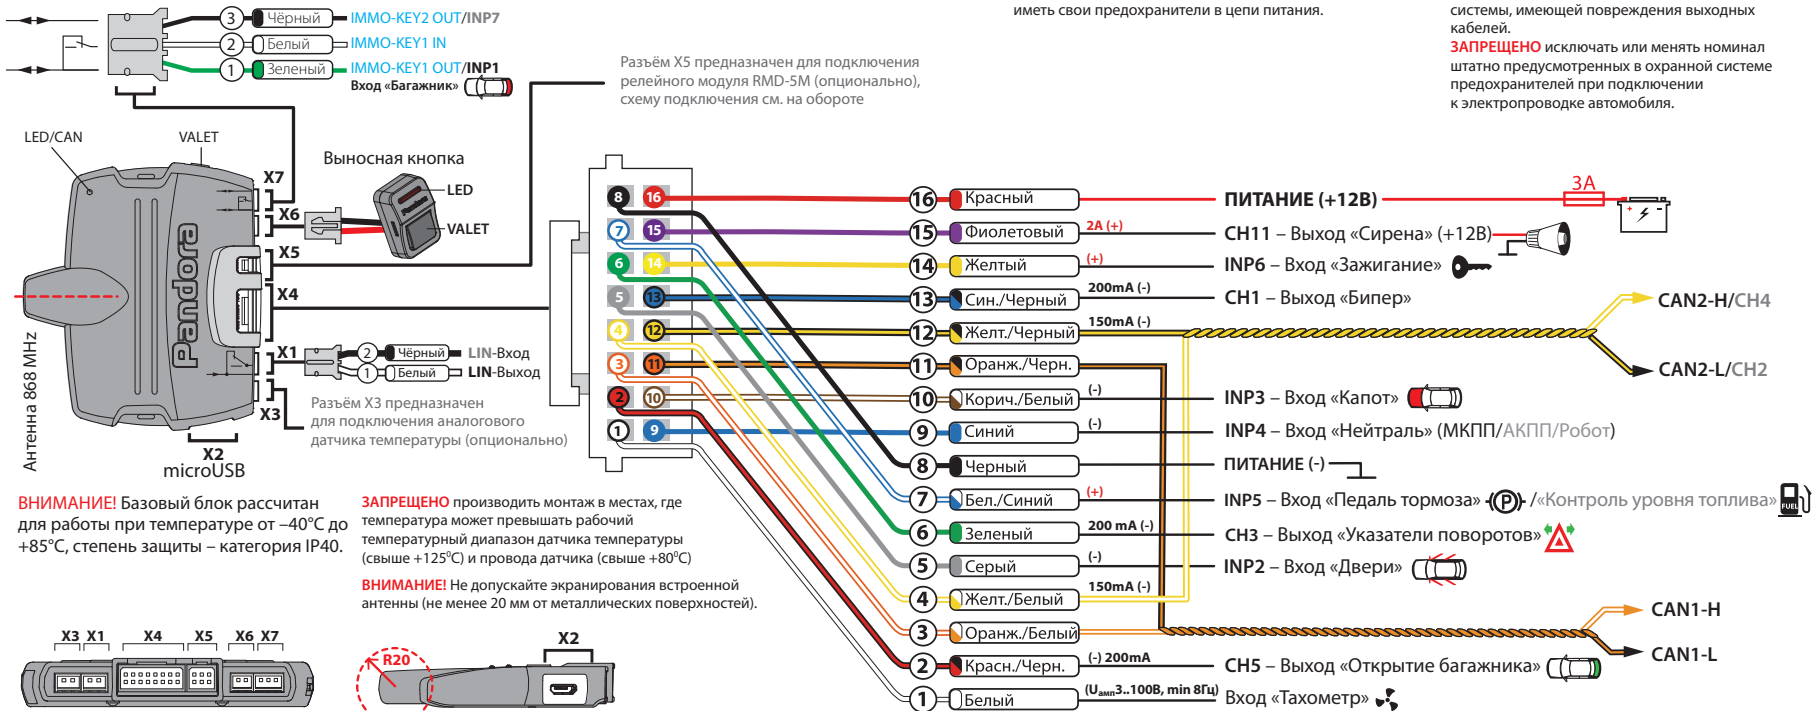 иметь свои предохранители в цепи питания.
системы, имеющей повреждения выходных
кабелей.
ЗАПРЕЩЕНО исключать или менять номинал
штатно предусмотренных в охранной системе
предохранителей при подключении
к электропроводке автомобиля.
3 Чёрный IMMO-KEY2 OUT/INP7
2 Белый IMMO-KEY1 IN
1 Зеленый IMMO-KEY1 OUT/INP1
Вход «Багажник»
Разъём X5 предназначен для подключения
релейного модуля RMD-5M (опционально),
схему подключения см. на обороте
LED/CAN
VALET
Выносная кнопка
LED
VALET
X7
X6
X5
X4
X1
X3
X2
microUSB
pandora
Антенна 868 MHz
2 Чёрный LIN-Вход
1 Белый LIN-Выход
Разъём X3 предназначен
для подключения аналогового
датчика температуры (опционально)
8 16
7 15
6 14
5 13
4 12
3 11
2 10
1 9
16 Красный ПИТАНИЕ (+12В) 3А
15 Фиолетовый 2А (+) CH11 – Выход «Сирена» (+12В)
14 Желтый (+) INP6 – Вход «Зажигание»
13 Син./Черный 200mA (-) CH1 – Выход «Бипер»
12 Желт./Черный 150mA (-)
CAN2-H/CH4
CAN2-L/CH2
11 Оранж./Черн.
10 Корич./Белый (-) INP3 – Вход «Капот»
9 Синий (-) INP4 – Вход «Нейтраль» (МКПП/АКПП/Робот)
8 Черный ПИТАНИЕ (-)
7 Бел./Синий (+) INP5 – Вход «Педаль тормоза» (P) /«Контроль уровня топлива» FUEL
6 Зеленый 200 mA (-) CH3 – Выход «Указатели поворотов»
5 Серый (-) INP2 – Вход «Двери»
4 Желт./Белый 150mA (-)
3 Оранж./Белый
CAN1-H
CAN1-L
2 Красн./Черн. (-) 200mA CH5 – Выход «Открытие багажника»
1 Белый (Uамп3..100В, min 8Гц) Вход «Тахометр»
ВНИМАНИЕ! Базовый блок рассчитан
для работы при температуре от –40°С до
+85°С, степень защиты – категория IP40.
ЗАПРЕЩЕНО производить монтаж в местах, где
температура может превышать рабочий
температурный диапазон датчика температуры
(свыше +125⁰С) и провода датчика (свыше +80⁰С)
ВНИМАНИЕ! Не допускайте экранирования встроенной
антенны (не менее 20 мм от металлических поверхностей).
X3 X1 X4 X5 X6 X7
R20
X2